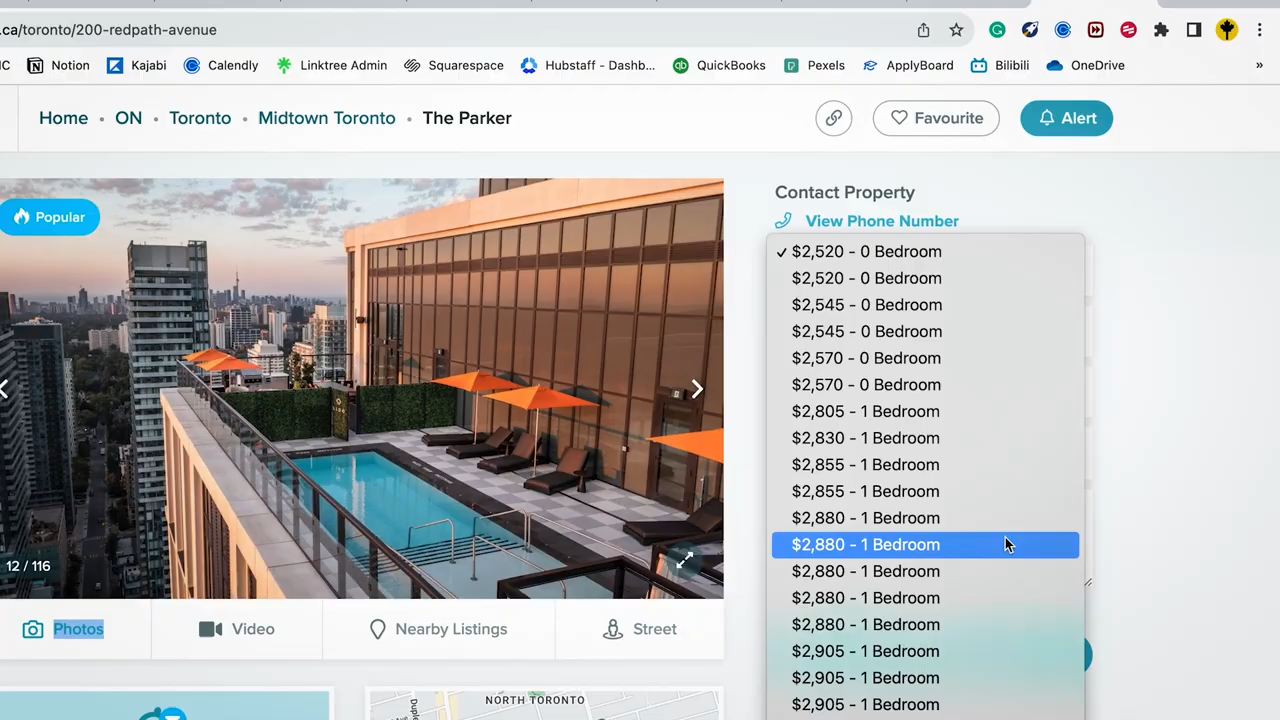 .ca/toronto/200-redpath-avenue
C Notion Kajabi Calendly Linktree Admin Squarespace Hubstaff - Dashb... QuickBooks Pexels ApplyBoard Bilibili OneDrive »
Home • ON • Toronto • Midtown Toronto • The Parker
Favourite
Alert
Popular
12 / 116
Photos
Video
Nearby Listings
Street
NORTH TORONTO
Contact Property
View Phone Number
✓ $2,520 - 0 Bedroom
$2,520 - 0 Bedroom
$2,545 - 0 Bedroom
$2,545 - 0 Bedroom
$2,570 - 0 Bedroom
$2,570 - 0 Bedroom
$2,805 - 1 Bedroom
$2,830 - 1 Bedroom
$2,855 - 1 Bedroom
$2,855 - 1 Bedroom
$2,880 - 1 Bedroom
$2,880 - 1 Bedroom
$2,880 - 1 Bedroom
$2,880 - 1 Bedroom
$2,880 - 1 Bedroom
$2,905 - 1 Bedroom
$2,905 - 1 Bedroom
$2,905 - 1 Bedroom